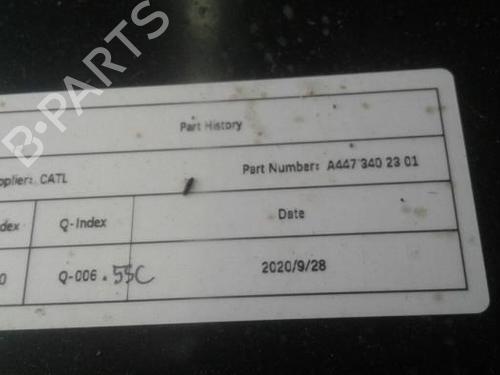 B-PARTS
Part History
pplier: CATL
Part Number: A447 340 23 01
dex
Q-Index
Date
0
Q-006.55C
2020/9/28